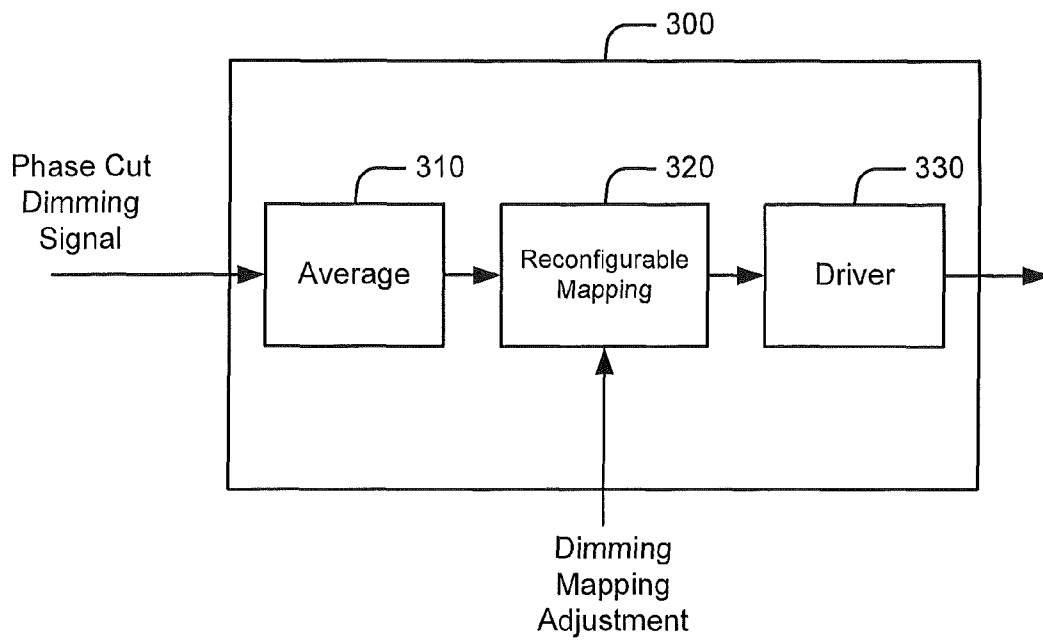 300
Phase Cut
Dimming
Signal
310
320
330
Average
Reconfigurable
Mapping
Driver
Dimming
Mapping
Adjustment